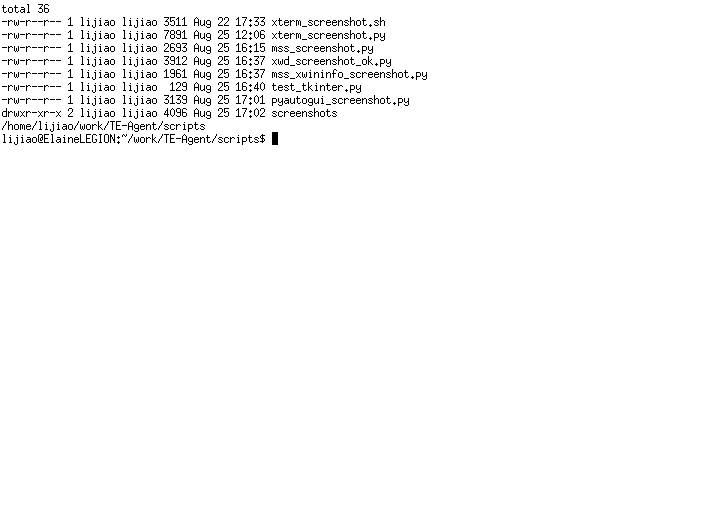 total 36
-rw-r--r-- 1 lijiao lijiao 3511 Aug 22 17:33 xterm_screenshot.sh
-rw-r--r-- 1 lijiao lijiao 7891 Aug 25 12:06 xterm_screenshot.py
-rw-r--r-- 1 lijiao lijiao 2693 Aug 25 16:15 mss_screenshot.py
-rw-r--r-- 1 lijiao lijiao 3912 Aug 25 16:37 xwd_screenshot_ok.py
-rw-r--r-- 1 lijiao lijiao 1961 Aug 25 16:37 mss_xwininfo_screenshot.py
-rw-r--r-- 1 lijiao lijiao  129 Aug 25 16:40 test_tkinter.py
-rw-r--r-- 1 lijiao lijiao 3139 Aug 25 17:01 pyautogui_screenshot.py
drwxr-xr-x 2 lijiao lijiao 4096 Aug 25 17:02 screenshots
/home/lijiao/work/TE-Agent/scripts
lijiao@ElaineLEGION:~/work/TE-Agent/scripts$